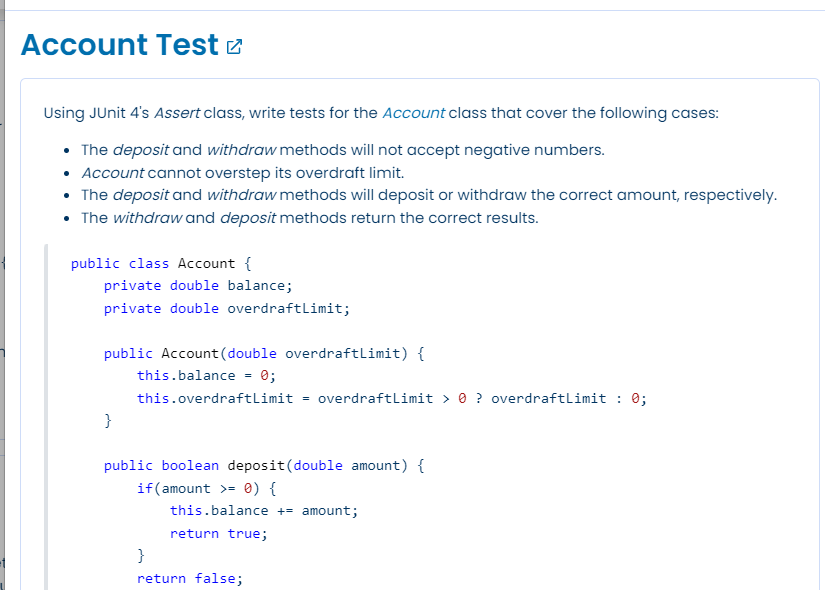 Account Test
Using JUnit 4's Assert class, write tests for the Account class that cover the following cases:
• The deposit and withdraw methods will not accept negative numbers.
• Account cannot overstep its overdraft limit.
• The deposit and withdraw methods will deposit or withdraw the correct amount, respectively.
• The withdraw and deposit methods return the correct results.
public class Account {
    private double balance;
    private double overdraftLimit;
    public Account(double overdraftLimit) {
        this.balance = 0;
        this.overdraftLimit = overdraftLimit > 0 ? overdraftLimit : 0;
    }
    public boolean deposit(double amount) {
        if(amount >= 0) {
            this.balance += amount;
            return true;
        }
        return false;